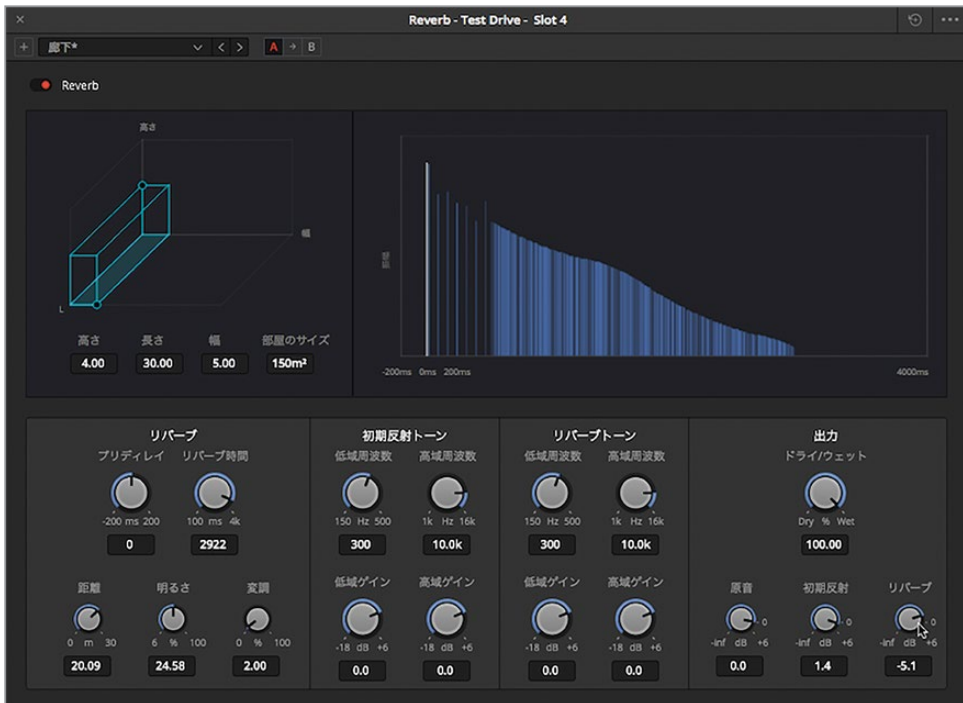 Reverb - Test Drive - Slot 4
廊下*
A
B
Reverb
高さ
幅
L
高さ 長さ 幅 部屋のサイズ
4.00 30.00 5.00 150m²
振幅
-200ms 0ms 200ms 4000ms
リバーブ
プリディレイ リバーブ時間
-200 ms 200 100 ms 4k
0 2922
距離 明るさ 変調
0 m 30 6 % 100 0 % 100
20.09 24.58 2.00
初期反射トーン
低域周波数 高域周波数
150 Hz 500 1k Hz 16k
300 10.0k
低域ゲイン 高域ゲイン
-18 dB +6 -18 dB +6
0.0 0.0
リバーブトーン
低域周波数 高域周波数
150 Hz 500 1k Hz 16k
300 10.0k
低域ゲイン 高域ゲイン
-18 dB +6 -18 dB +6
0.0 0.0
出力
ドライ/ウェット
Dry % Wet
100.00
原音 初期反射 リバーブ
0 0 0
-inf dB +6 -inf dB +6 -inf dB +6
0.0 1.4 -5.1